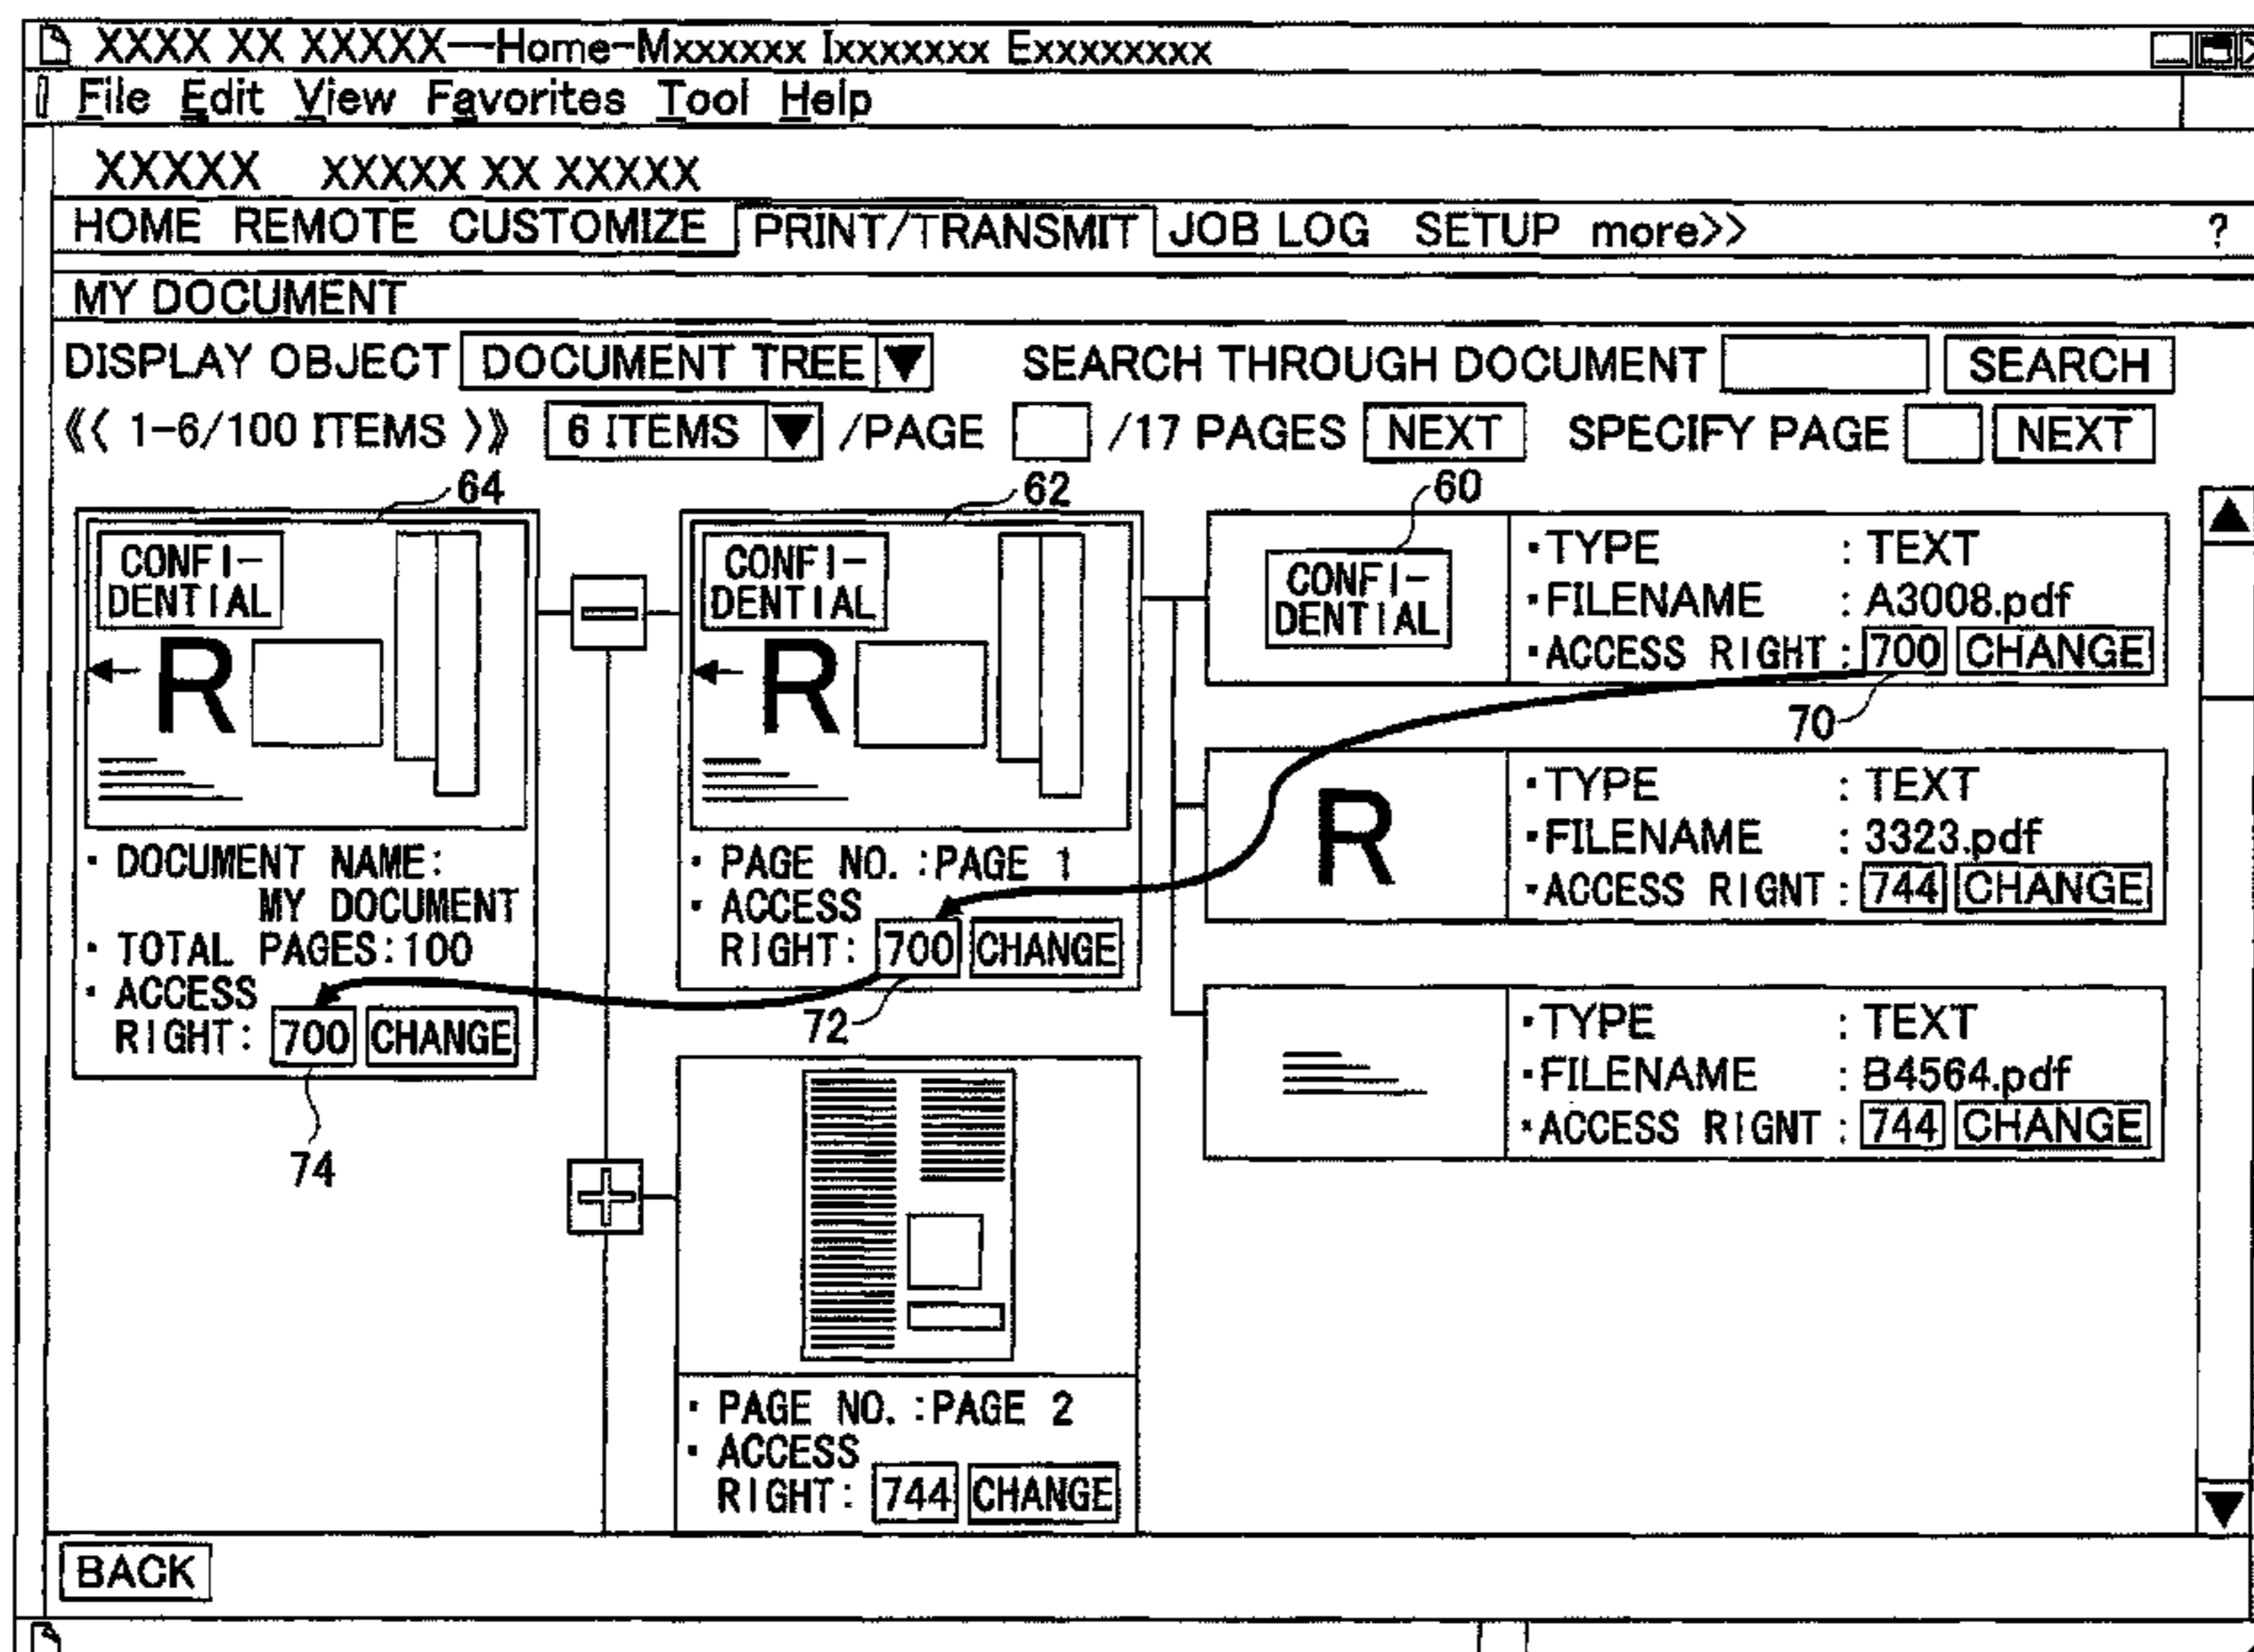 XXXX XX XXXXX—Home-Mxxxxxx Ixxxxxxx Exxxxxxxx
File Edit View Favorites Tool Help
XXXXX XXXXX XX XXXXX
HOME REMOTE CUSTOMIZE PRINT/TRANSMIT JOB LOG SETUP more>> ?
MY DOCUMENT
DISPLAY OBJECT DOCUMENT TREE ▼ SEARCH THROUGH DOCUMENT SEARCH
《〈 1-6/100 ITEMS 〉》 6 ITEMS ▼ /PAGE /17 PAGES NEXT SPECIFY PAGE NEXT
64
CONFI-
DENTIAL
R
· DOCUMENT NAME:
MY DOCUMENT
· TOTAL PAGES:100
· ACCESS
RIGHT: 700 CHANGE
74
62
CONFI-
DENTIAL
R
· PAGE NO. :PAGE 1
· ACCESS
RIGHT: 700 CHANGE
72
· PAGE NO. :PAGE 2
· ACCESS
RIGHT: 744 CHANGE
60
CONFI-
DENTIAL
·TYPE : TEXT
·FILENAME : A3008.pdf
·ACCESS RIGHT: 700 CHANGE
70
R
·TYPE : TEXT
·FILENAME : 3323.pdf
·ACCESS RIGNT: 744 CHANGE
·TYPE : TEXT
·FILENAME : B4564.pdf
·ACCESS RIGNT: 744 CHANGE
BACK